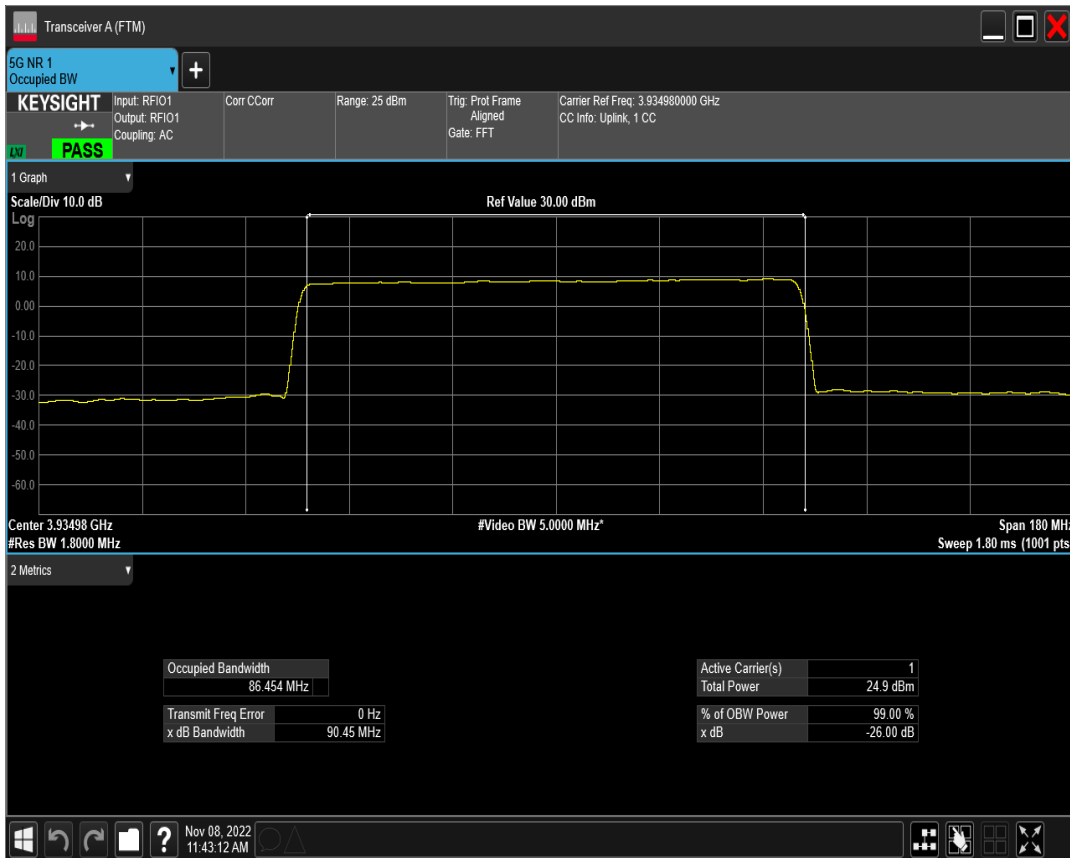 Transceiver A (FTM)
5G NR 1
Occupied BW
+
KEYSIGHT
LXI
PASS
Input: RFIO1
Output: RFIO1
Coupling: AC
Corr CCorr
Range: 25 dBm
Trig: Prot Frame
Aligned
Gate: FFT
Carrier Ref Freq: 3.934980000 GHz
CC Info: Uplink, 1 CC
1 Graph
Scale/Div 10.0 dB
Ref Value 30.00 dBm
Log
20.0
10.0
0.00
-10.0
-20.0
-30.0
-40.0
-50.0
-60.0
Center 3.93498 GHz
#Video BW 5.0000 MHz*
Span 180 MHz
#Res BW 1.8000 MHz
Sweep 1.80 ms (1001 pts
2 Metrics
Occupied Bandwidth
86.454 MHz
Transmit Freq Error 0 Hz
x dB Bandwidth 90.45 MHz
Active Carrier(s) 1
Total Power 24.9 dBm
% of OBW Power 99.00 %
x dB -26.00 dB
?
Nov 08, 2022
11:43:12 AM